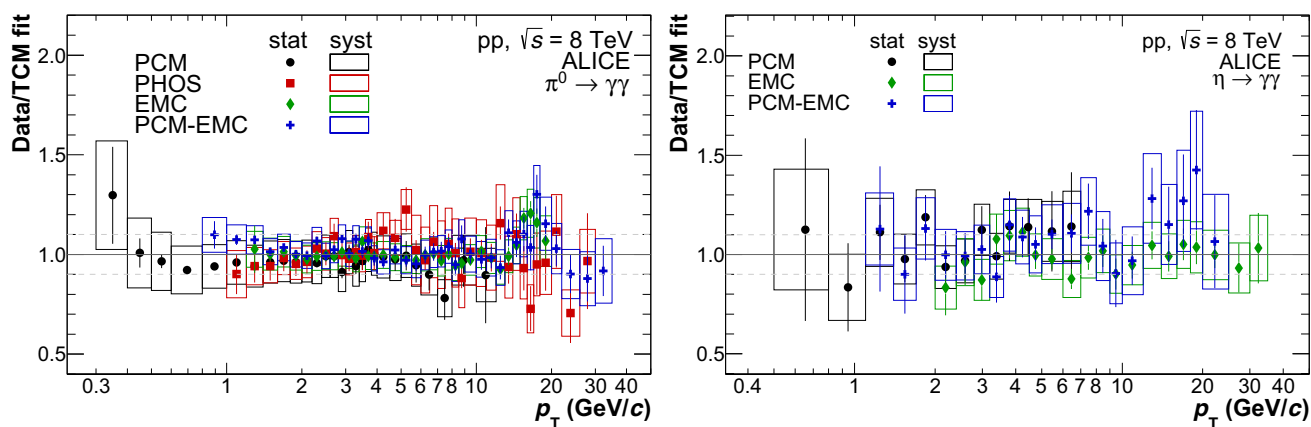 Data/TCM fit
stat syst
PCM
PHOS
EMC
PCM-EMC
pp, √s = 8 TeV
ALICE
π⁰ → γγ
2.0
1.5
1.0
0.5
0.3 1 2 3 4 5 6 7 8 10 20 30 40
p_T (GeV/c)
Data/TCM fit
stat syst
PCM
EMC
PCM-EMC
pp, √s = 8 TeV
ALICE
η → γγ
2.0
1.5
1.0
0.5
0.4 1 2 3 4 5 6 7 8 10 20 30 40
p_T (GeV/c)